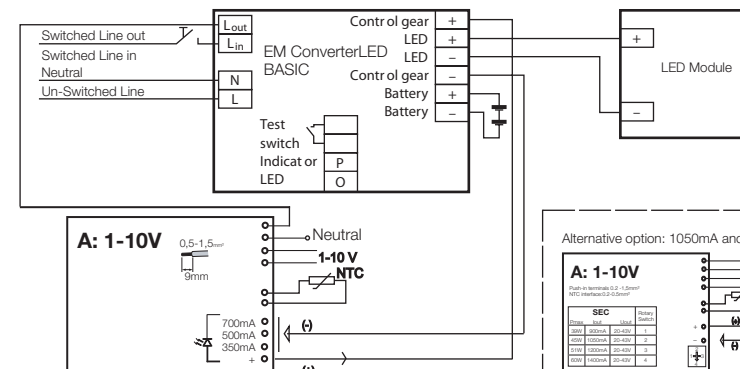 Switched Line out
Switched Line in
Neutral
Un-Switched Line
Lout
Lin
N
L
EM ConverterLED
BASIC
Control gear +
LED +
LED –
Control gear –
Battery +
Battery –
Test
switch
Indicator
LED
P
O
+
LED Module
–
A: 1-10V
0,5-1,5mm²
9mm
Neutral
1-10 V
NTC
700mA
500mA
350mA
+
(-)
(+)
Alternative option: 1050mA and
A: 1-10V
Push-in terminals 0.2 -1,5mm²
NTC interface:0.2-0.5mm²
SEC
Rotary
Switch
Pmax Iout Uout
39W 900mA 20-43V 1
45W 1050mA 20-43V 2
51W 1200mA 20-43V 3
60W 1400mA 20-43V 4
+
–
(+)
(-)